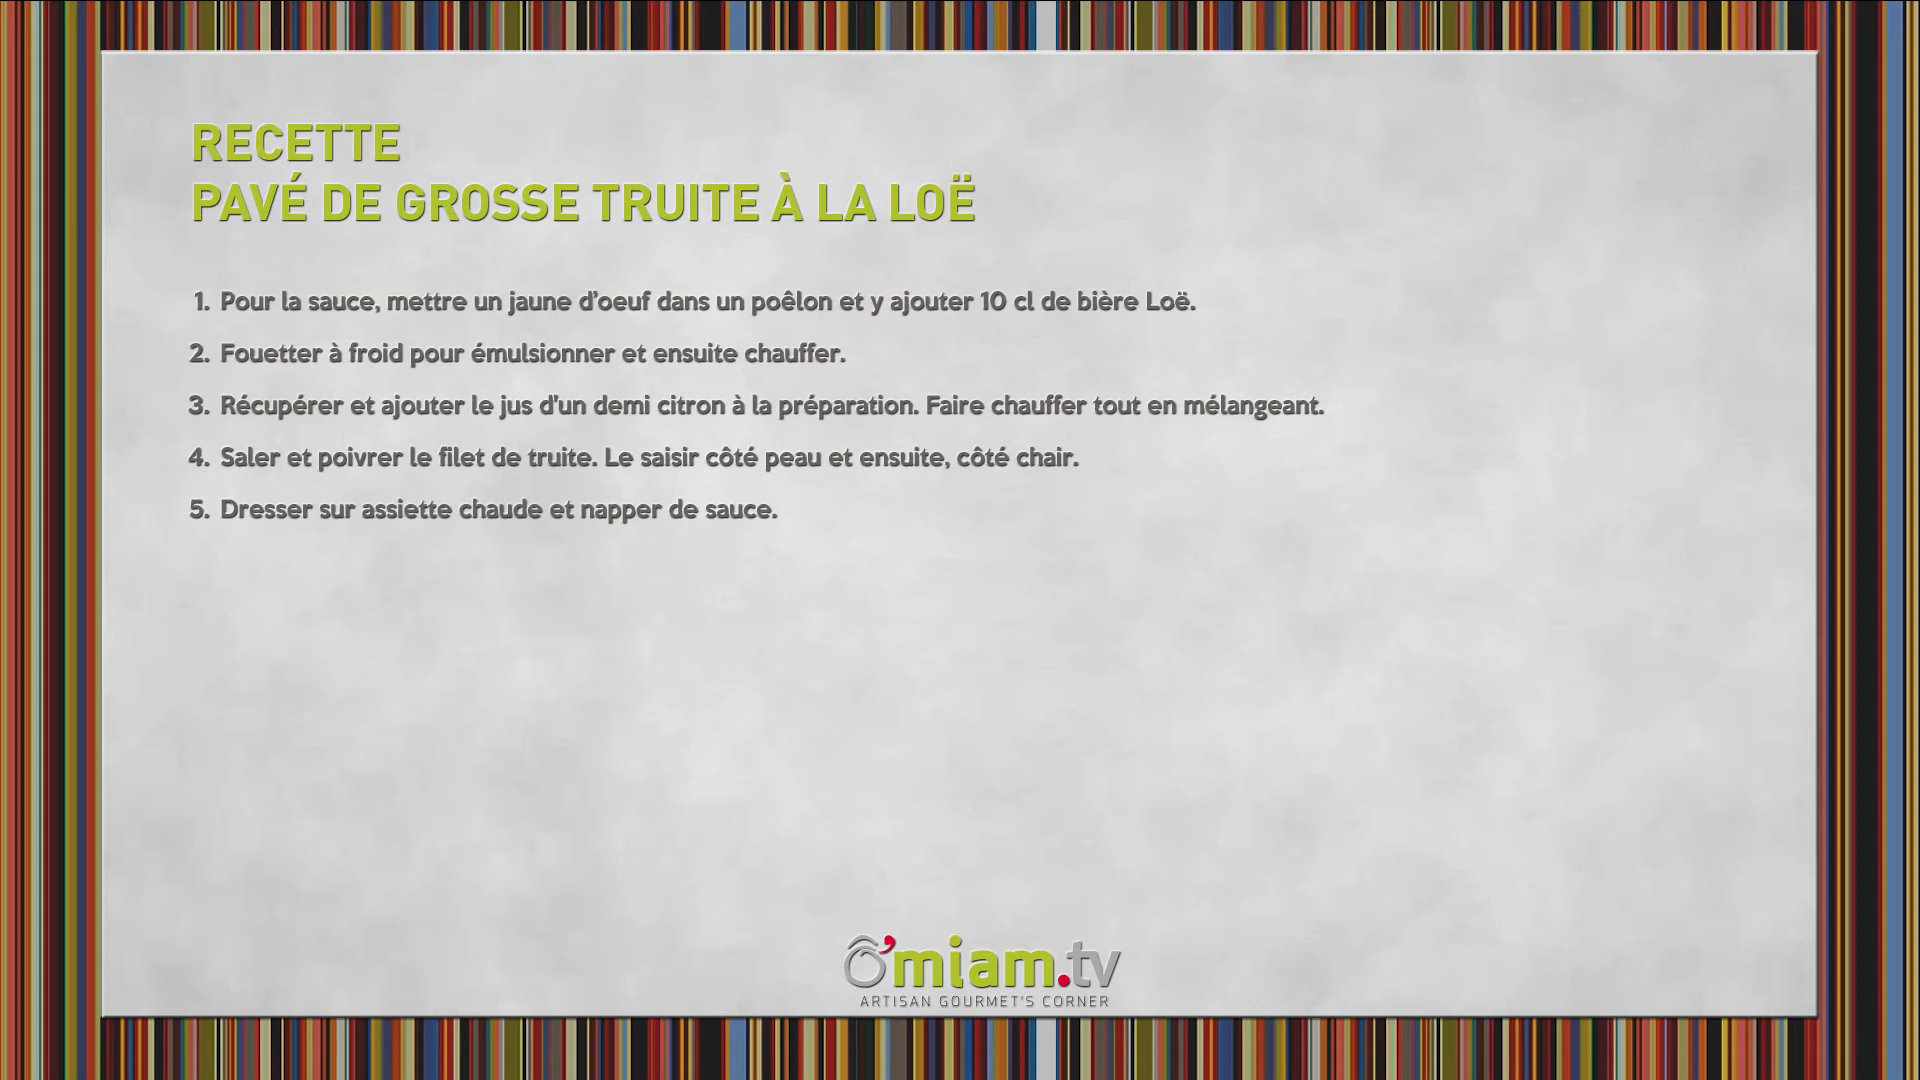 RECETTE
PAVÉ DE GROSSE TRUITE À LA LOË
1. Pour la sauce, mettre un jaune d'oeuf dans un poêlon et y ajouter 10 cl de bière Loë.
2. Fouetter à froid pour émulsionner et ensuite chauffer.
3. Récupérer et ajouter le jus d'un demi citron à la préparation. Faire chauffer tout en mélangeant.
4. Saler et poivrer le filet de truite. Le saisir côté peau et ensuite, côté chair.
5. Dresser sur assiette chaude et napper de sauce.
Ô'miam.tv
ARTISAN GOURMET'S CORNER